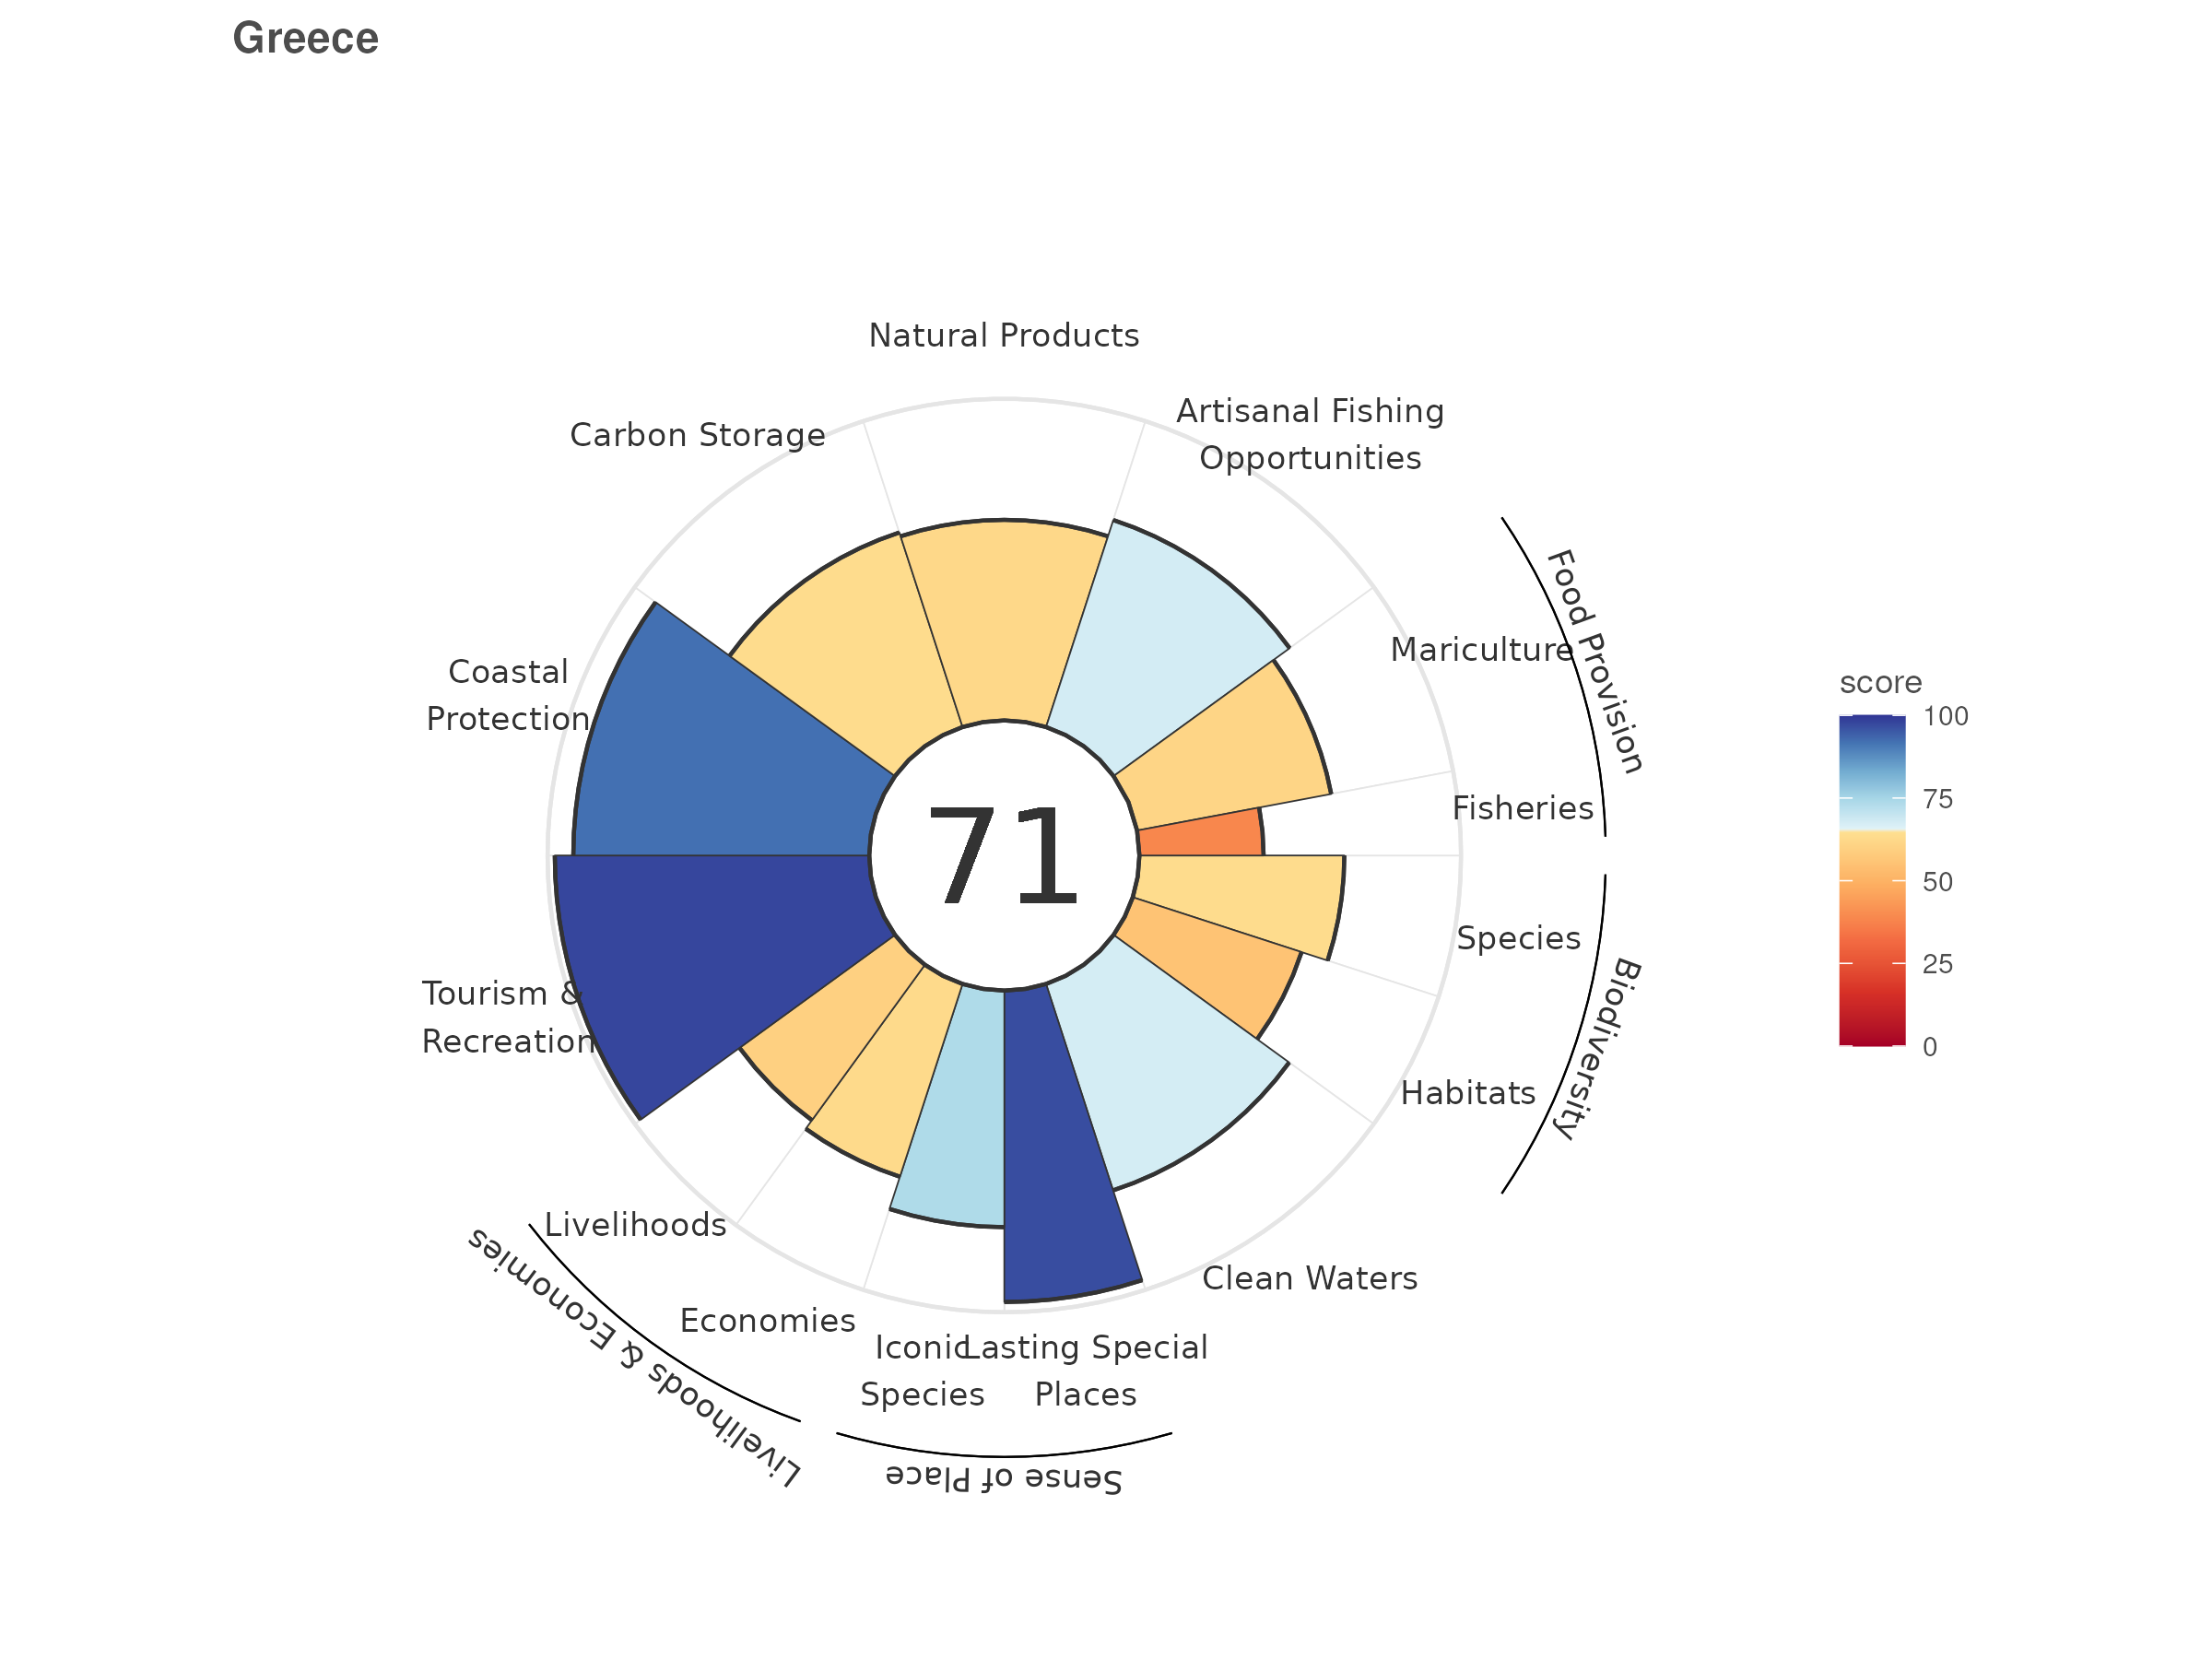 Greece
Natural Products
Artisanal Fishing
Opportunities
Carbon Storage
Food Provision
Mariculture
Coastal
Protection
score
100
75
50
25
0
71
Fisheries
Species
Biodiversity
Tourism &
Recreation
Habitats
Livelihoods
Clean Waters
Economies
Livelihoods & Economies
Iconic
Species
Lasting Special
Places
Sense of Place